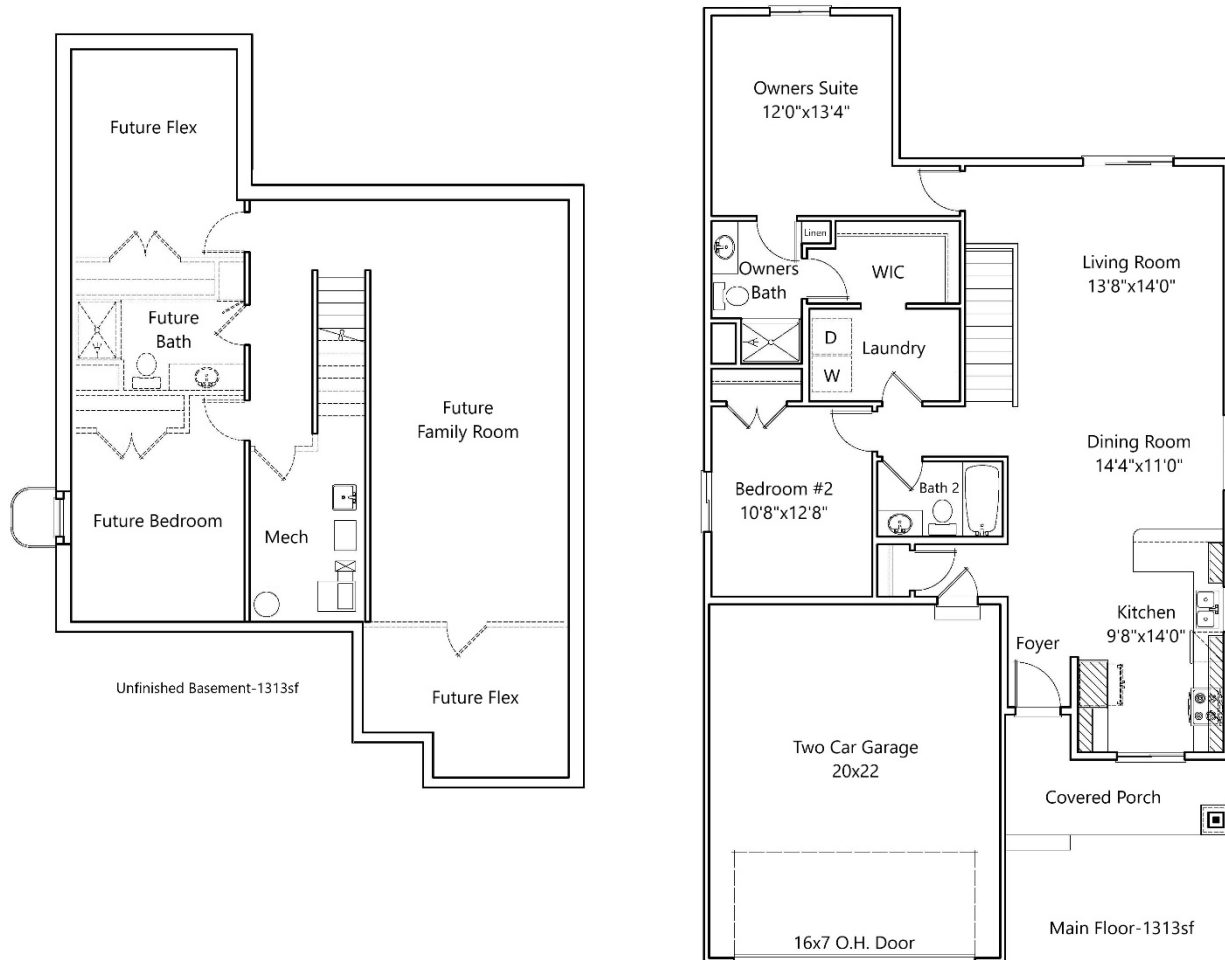 Future Flex
Future
Bath
Future
Family Room
Future Bedroom
Mech
Unfinished Basement-1313sf
Future Flex
Owners Suite
12'0"x13'4"
Linen
Owners
Bath
WIC
Living Room
13'8"x14'0"
D
Laundry
W
Dining Room
14'4"x11'0"
Bedroom #2
10'8"x12'8"
Bath 2
Kitchen
9'8"x14'0"
Foyer
Two Car Garage
20x22
Covered Porch
16x7 O.H. Door
Main Floor-1313sf